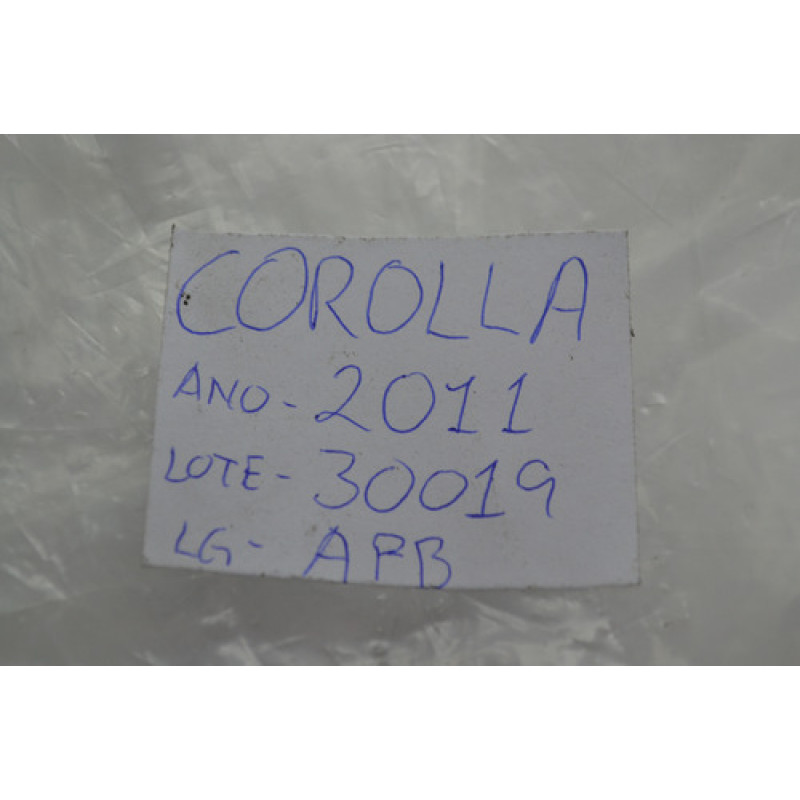 COROLLA
ANO - 2011
LOTE - 30019
LG - APB